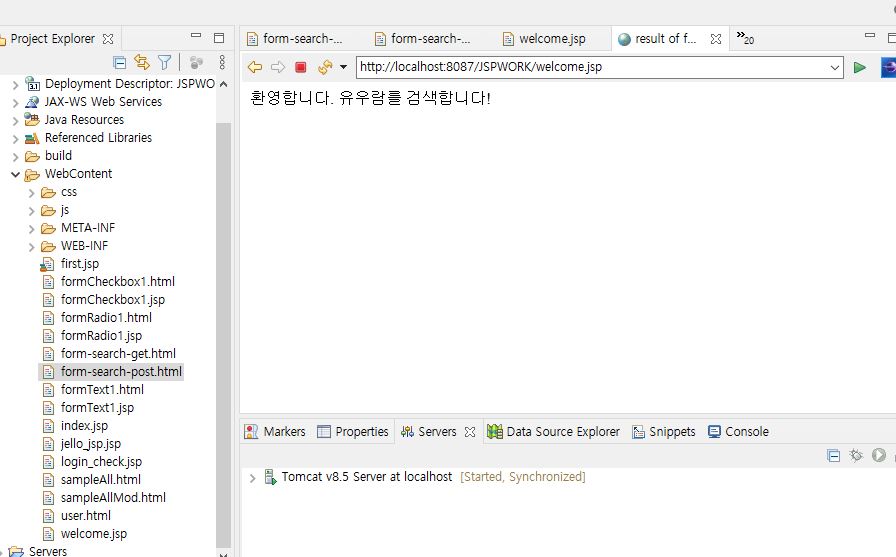 Project Explorer
form-search-...
form-search-...
welcome.jsp
result of f...
»20
http://localhost:8087/JSPWORK/welcome.jsp
환영합니다. 유우람를 검색합니다!
Deployment Descriptor: JSPWO
JAX-WS Web Services
Java Resources
Referenced Libraries
build
WebContent
css
js
META-INF
WEB-INF
first.jsp
formCheckbox1.html
formCheckbox1.jsp
formRadio1.html
formRadio1.jsp
form-search-get.html
form-search-post.html
formText1.html
formText1.jsp
index.jsp
jello_jsp.jsp
login_check.jsp
sampleAll.html
sampleAllMod.html
user.html
welcome.jsp
Servers
Markers
Properties
Servers
Data Source Explorer
Snippets
Console
Tomcat v8.5 Server at localhost [Started, Synchronized]